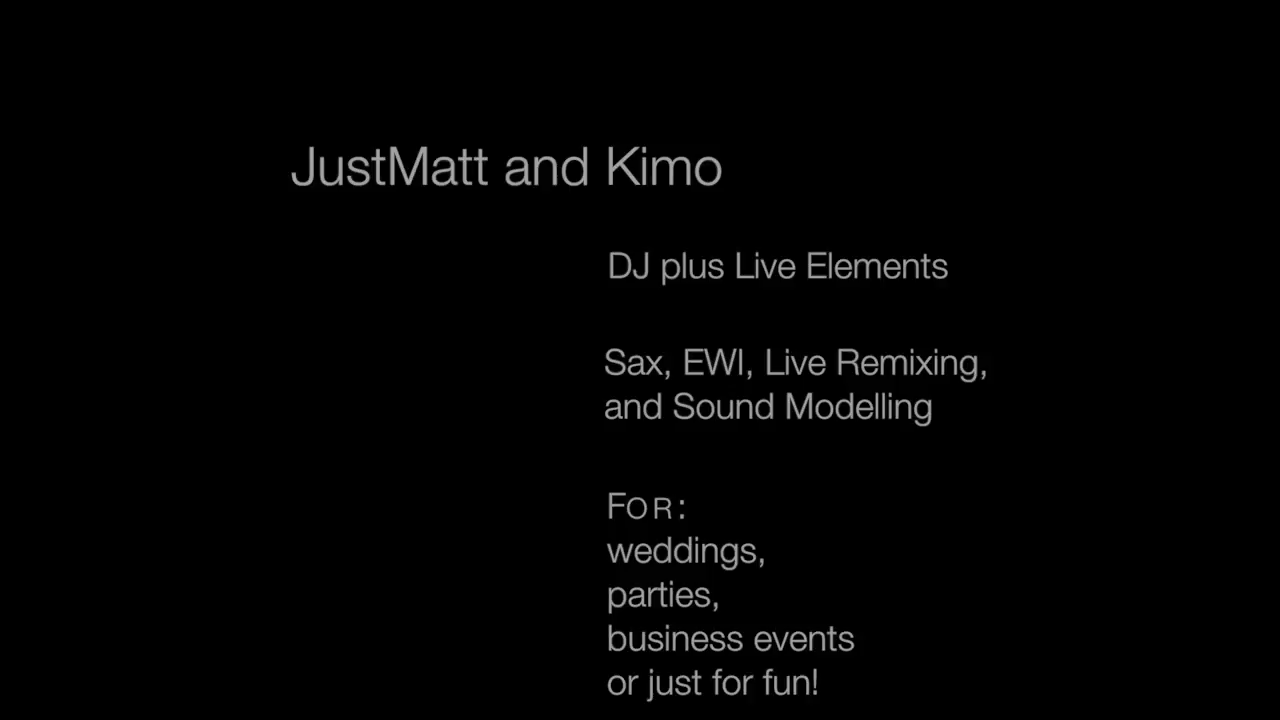 JustMatt and Kimo
DJ plus Live Elements
Sax, EWI, Live Remixing,
and Sound Modelling
FOR:
weddings,
parties,
business events
or just for fun!